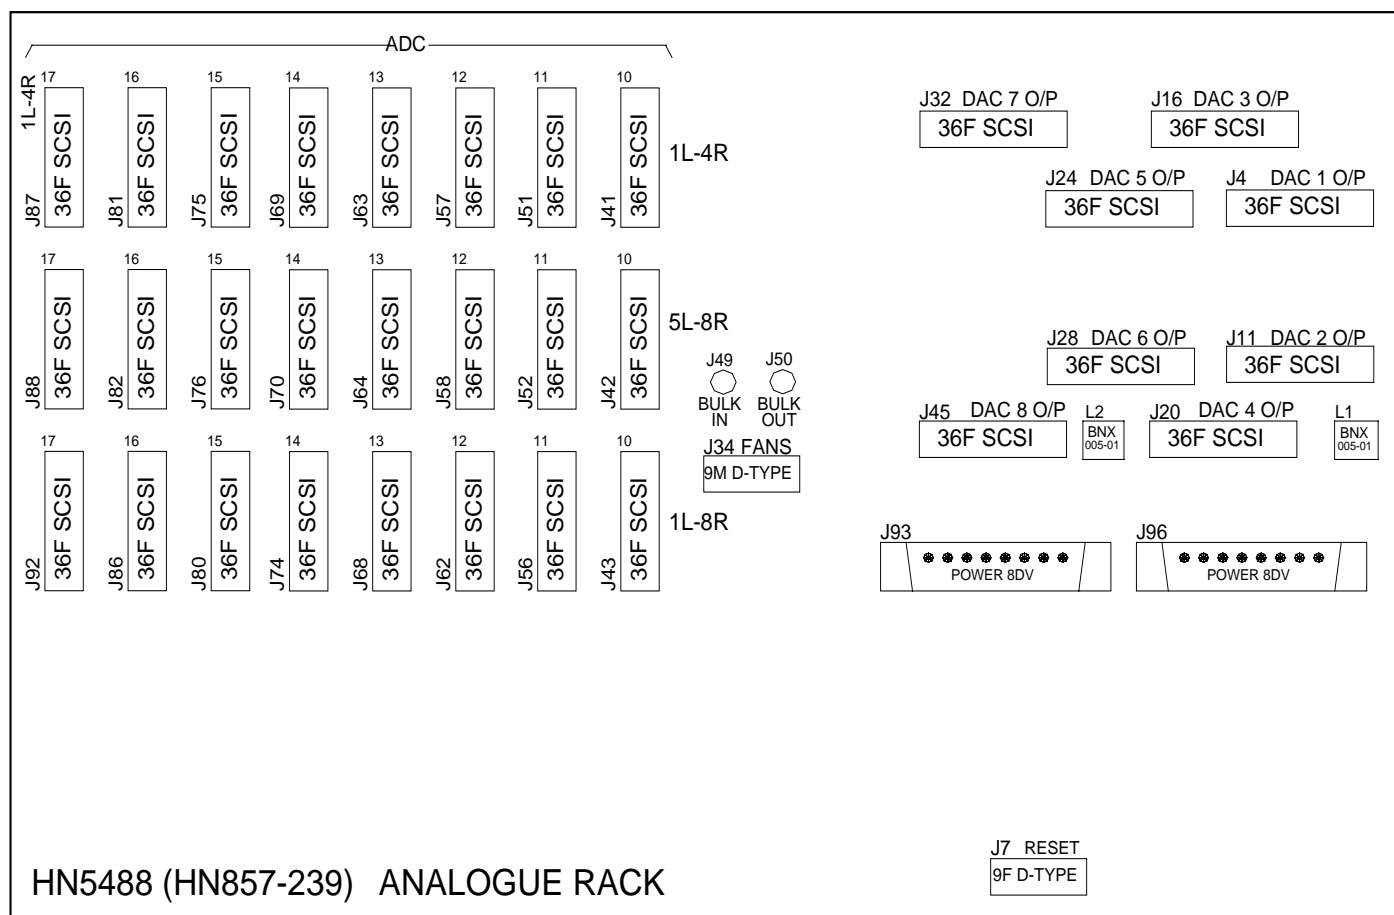 ADC
1L-4R
17 16 15 14 13 12 11 10
J87 36F SCSI J81 36F SCSI J75 36F SCSI J69 36F SCSI J63 36F SCSI J57 36F SCSI J51 36F SCSI J41 36F SCSI
1L-4R
17 16 15 14 13 12 11 10
J88 36F SCSI J82 36F SCSI J76 36F SCSI J70 36F SCSI J64 36F SCSI J58 36F SCSI J52 36F SCSI J42 36F SCSI
5L-8R
17 16 15 14 13 12 11 10
J92 36F SCSI J86 36F SCSI J80 36F SCSI J74 36F SCSI J68 36F SCSI J62 36F SCSI J56 36F SCSI J43 36F SCSI
1L-8R
J49 J50
BULK BULK
IN OUT
J34 FANS
9M D-TYPE
J32 DAC 7 O/P
36F SCSI
J16 DAC 3 O/P
36F SCSI
J24 DAC 5 O/P
36F SCSI
J4 DAC 1 O/P
36F SCSI
J28 DAC 6 O/P
36F SCSI
J11 DAC 2 O/P
36F SCSI
J45 DAC 8 O/P
36F SCSI
L2
BNX
005-01
J20 DAC 4 O/P
36F SCSI
L1
BNX
005-01
J93
POWER 8DV
J96
POWER 8DV
J7 RESET
9F D-TYPE
HN5488 (HN857-239) ANALOGUE RACK